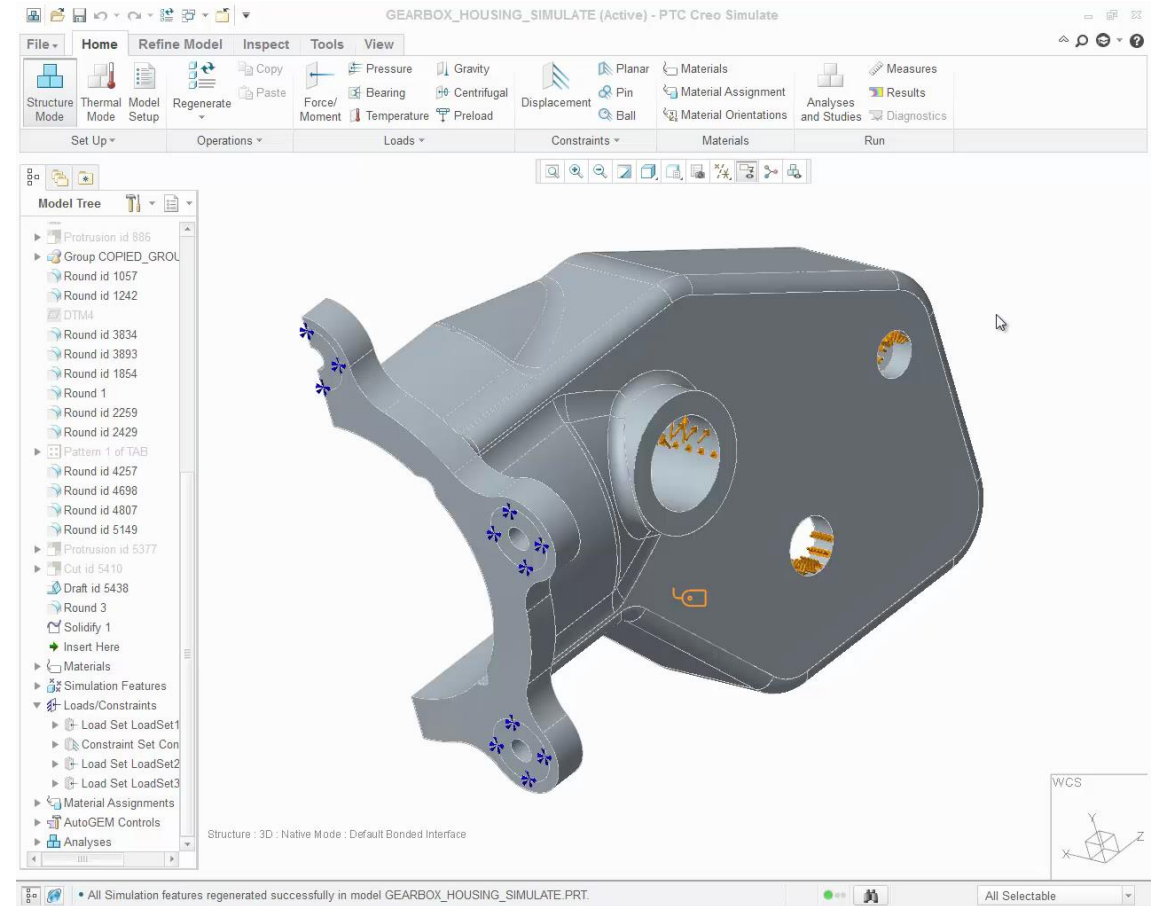 GEARBOX_HOUSING_SIMULATE (Active) - PTC Creo Simulate
File Home Refine Model Inspect Tools View
Structure Mode
Thermal Mode
Model Setup
Set Up
Regenerate
Copy
Paste
Operations
Force/ Moment
Pressure
Bearing
Temperature
Gravity
Centrifugal
Preload
Loads
Displacement
Planar
Pin
Ball
Constraints
Materials
Material Assignment
Material Orientations
Materials
Analyses and Studies
Measures
Results
Diagnostics
Run
Model Tree
Protrusion id 886
Group COPIED_GROU
Round id 1057
Round id 1242
DTM4
Round id 3834
Round id 3893
Round id 1854
Round 1
Round id 2259
Round id 2429
Pattern 1 of TAB
Round id 4257
Round id 4698
Round id 4807
Round id 5149
Protrusion id 5377
Cut id 5410
Draft id 5438
Round 3
Solidify 1
Insert Here
Materials
Simulation Features
Loads/Constraints
Load Set LoadSet1
Constraint Set Con
Load Set LoadSet2
Load Set LoadSet3
Material Assignments
AutoGEM Controls
Analyses
Structure : 3D : Native Mode : Default Bonded Interface
WCS
Y
Z
X
• All Simulation features regenerated successfully in model GEARBOX_HOUSING_SIMULATE.PRT.
All Selectable